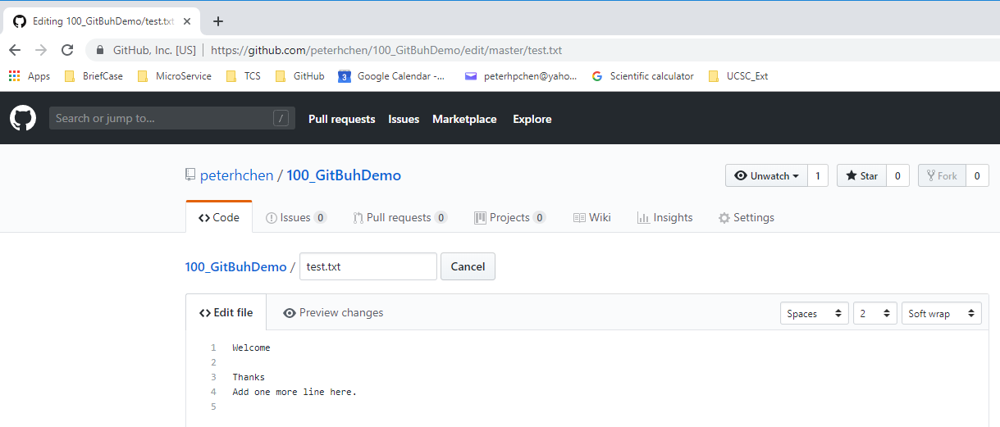 Editing 100_GitBuhDemo/test.txt
GitHub, Inc. [US] https://github.com/peterhchen/100_GitBuhDemo/edit/master/test.txt
Apps BriefCase MicroService TCS GitHub 3 Google Calendar -... peterhpchen@yaho... G Scientific calculator UCSC_Ext
Search or jump to... / Pull requests Issues Marketplace Explore
peterhchen / 100_GitBuhDemo Unwatch 1 Star 0 Fork 0
Code Issues 0 Pull requests 0 Projects 0 Wiki Insights Settings
100_GitBuhDemo / test.txt Cancel
Edit file Preview changes Spaces 2 Soft wrap
1 Welcome
2
3 Thanks
4 Add one more line here.
5